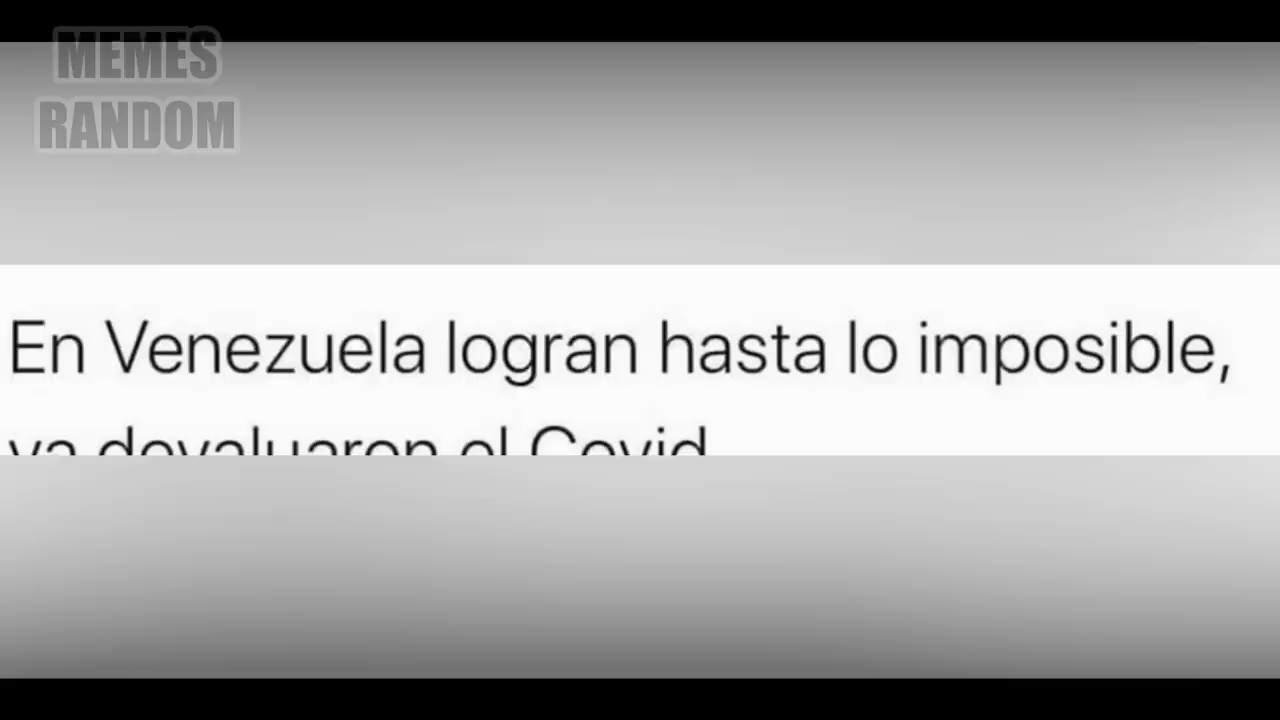 MEMES
RANDOM
En Venezuela logran hasta lo imposible,
ya devaluaron el Covid